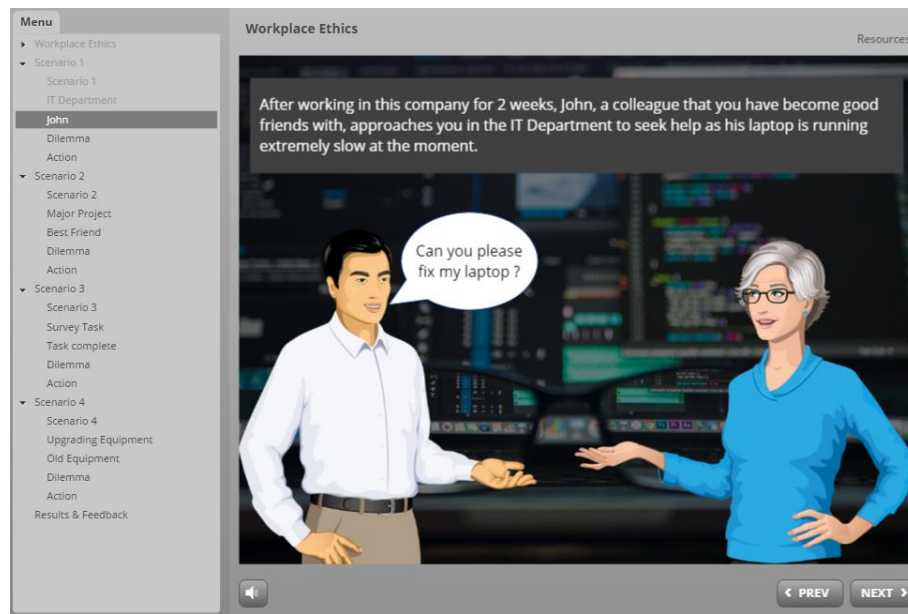 Menu
Workplace Ethics
Scenario 1
Scenario 1
IT Department
John
Dilemma
Action
Scenario 2
Scenario 2
Major Project
Best Friend
Dilemma
Action
Scenario 3
Scenario 3
Survey Task
Task complete
Dilemma
Action
Scenario 4
Scenario 4
Upgrading Equipment
Old Equipment
Dilemma
Action
Results & Feedback
Workplace Ethics
Resources
After working in this company for 2 weeks, John, a colleague that you have become good
friends with, approaches you in the IT Department to seek help as his laptop is running
extremely slow at the moment.
Can you please
fix my laptop ?
PREV
NEXT